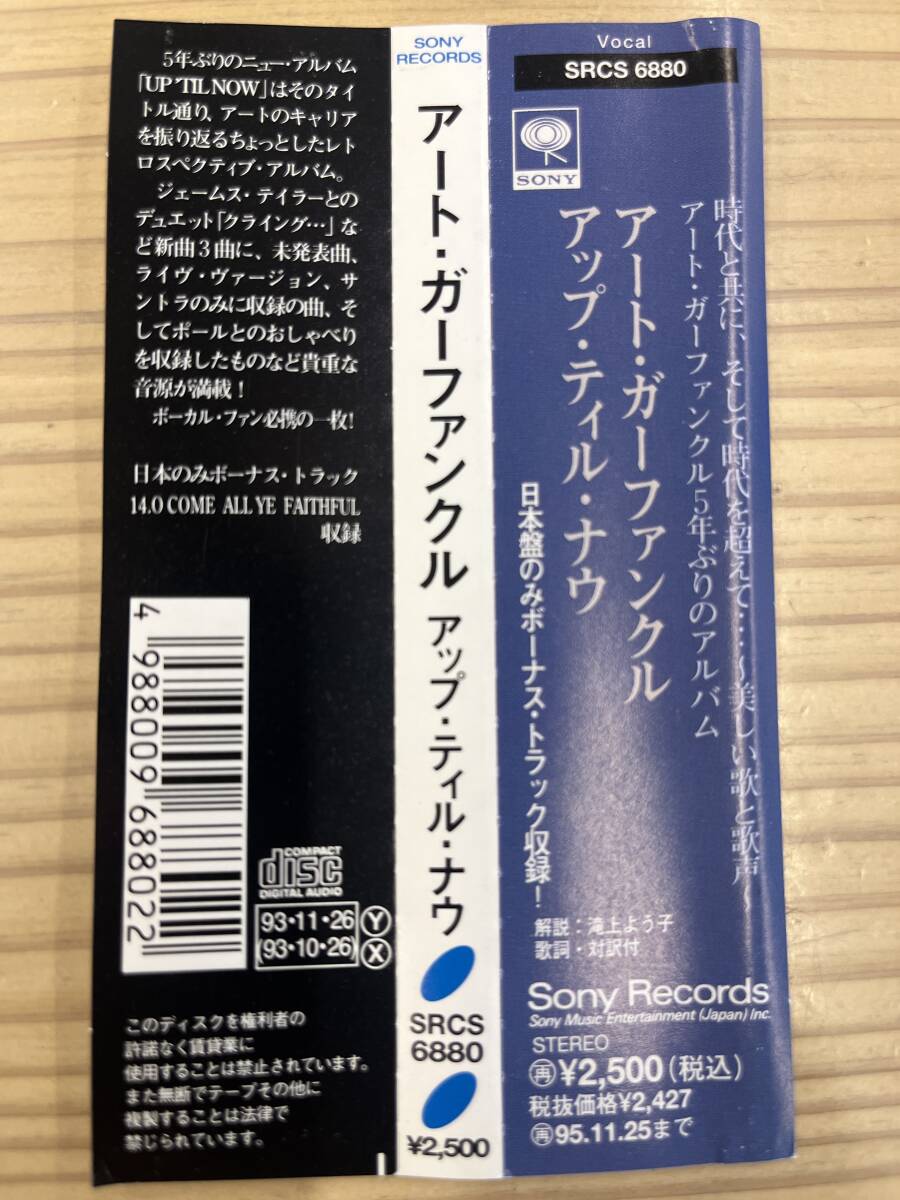 5年ぶりのニュー・アルバム
「UP 'TIL NOW」はそのタイ
トル通り、アートのキャリア
を振り返るちょっとしたレト
ロスペクティブ・アルバム。
ジェームス・テイラーとの
デュエット「クライング…」な
ど新曲3曲に、未発表曲、
ライヴ・ヴァージョン、サ
ントラのみに収録の曲、そ
してポールとのおしゃべり
を収録したものなど貴重な
音源が満載!
ボーカル・ファン必携の一枚!
日本のみボーナス・トラック
14.O COME ALL YE FAITHFUL
収録
4 988009 688022
COMPACT
disc
DIGITAL AUDIO
93・11・26 Y
(93・10・26) X
このディスクを権利者の
許諾なく賃貸業に
使用することは禁止されています。
また無断でテープその他に
複製することは法律で
禁じられています。
SONY
RECORDS
アート・ガーファンクル アップ・ティル・ナウ
SRCS
6880
¥2,500
Vocal
SRCS 6880
SONY
時代と共に、そして時代を超えて…〜美しい歌と歌声〜
アート・ガーファンクル5年ぶりのアルバム
アート・ガーファンクル
アップ・ティル・ナウ
日本盤のみボーナス・トラック収録!
解説:滝上よう子
歌詞・対訳付
Sony Records
Sony Music Entertainment (Japan) Inc.
STEREO
再¥2,500(税込)
税抜価格¥2,427
再95.11.25まで